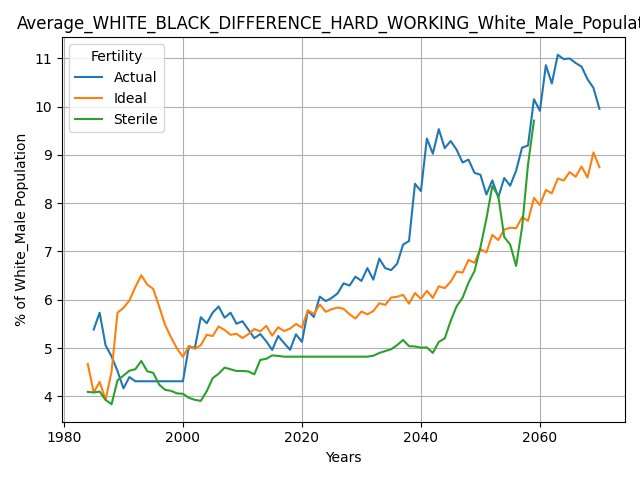 Average_WHITE_BLACK_DIFFERENCE_HARD_WORKING_White_Male_Populat
Fertility
Actual
Ideal
Sterile
% of White_Male Population
11
10
9
8
7
6
5
4
1980 2000 2020 2040 2060
Years